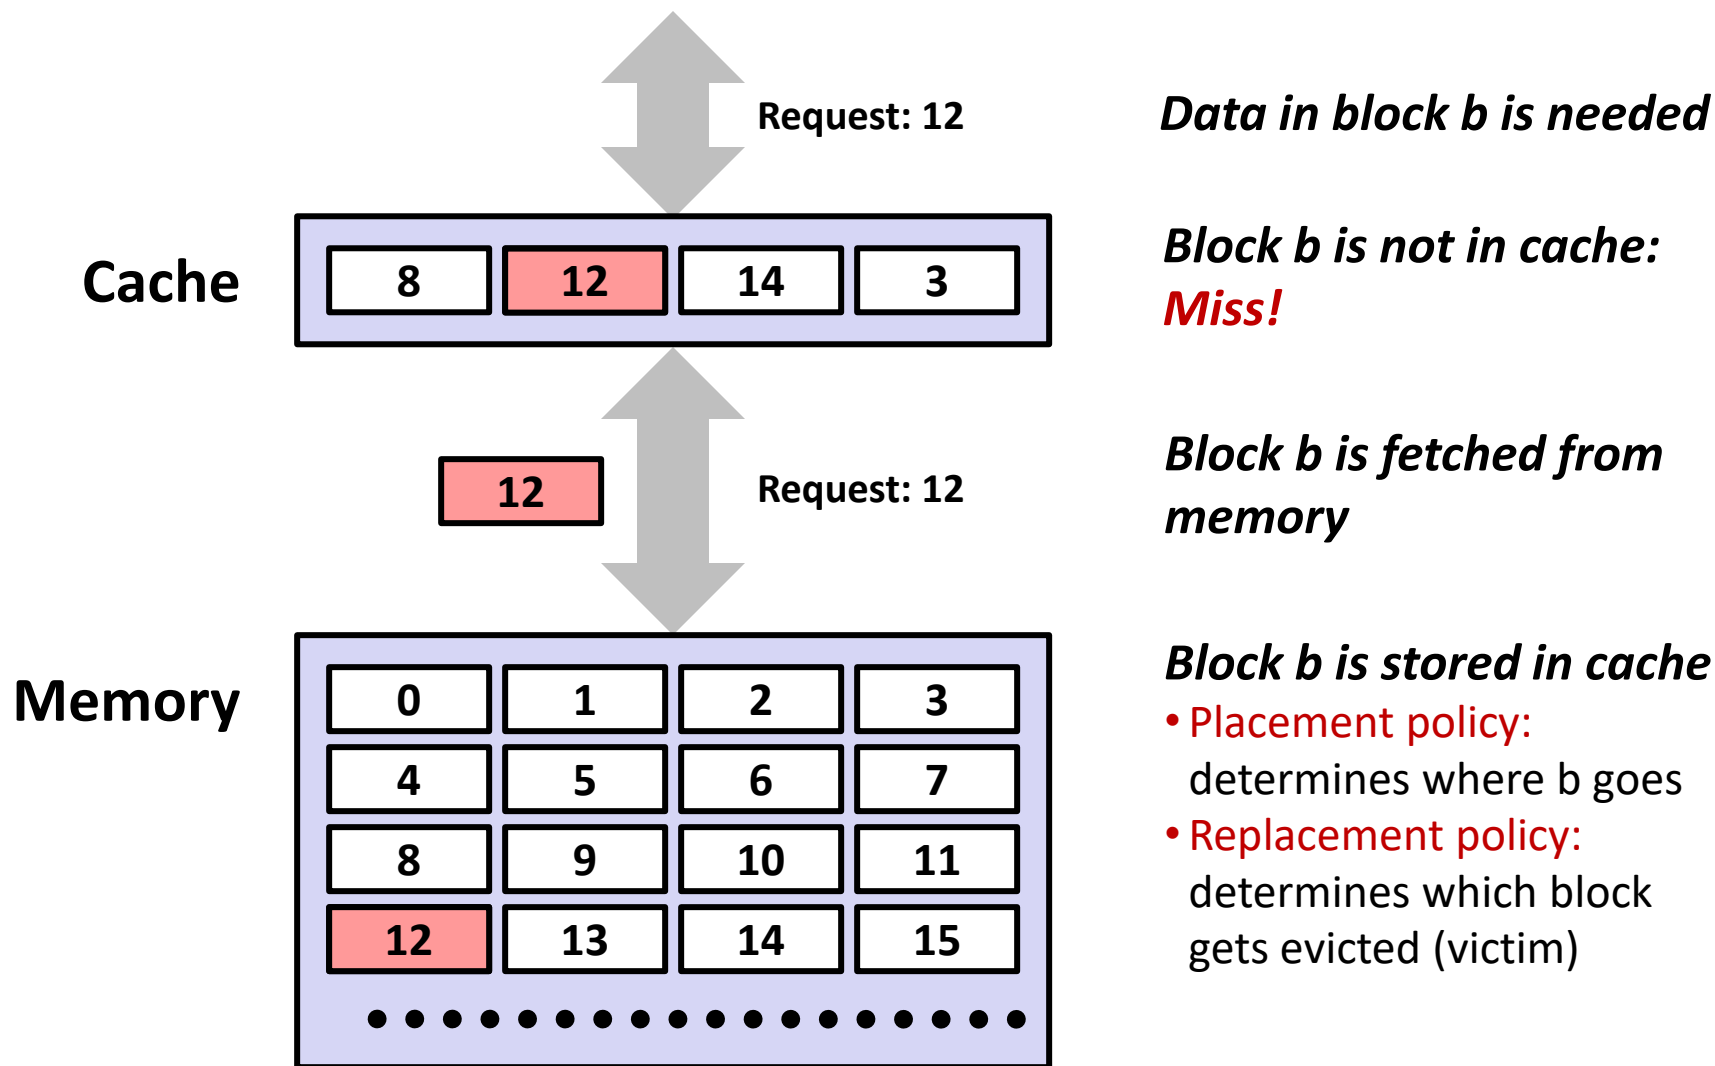 Request: 12
Data in block b is needed
Cache
8 12 14 3
Block b is not in cache:
Miss!
12
Request: 12
Block b is fetched from
memory
Memory
0 1 2 3
4 5 6 7
8 9 10 11
12 13 14 15
Block b is stored in cache
• Placement policy:
determines where b goes
• Replacement policy:
determines which block
gets evicted (victim)